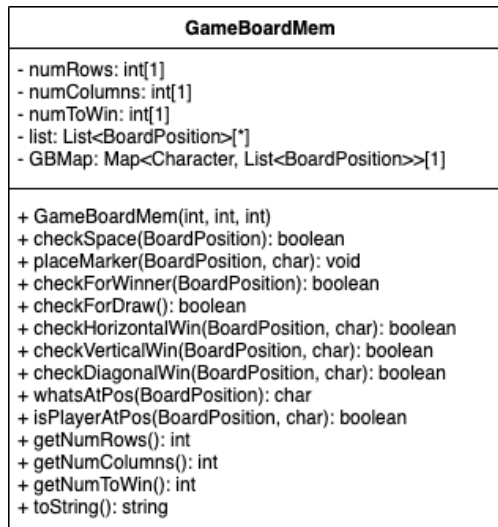 GameBoardMem
- numRows: int[1]
- numColumns: int[1]
- numToWin: int[1]
- list: List<BoardPosition>[*]
- GBMap: Map<Character, List<BoardPosition>>[1]
+ GameBoardMem(int, int, int)
+ checkSpace(BoardPosition): boolean
+ placeMarker(BoardPosition, char): void
+ checkForWinner(BoardPosition): boolean
+ checkForDraw(): boolean
+ checkHorizontalWin(BoardPosition, char): boolean
+ checkVerticalWin(BoardPosition, char): boolean
+ checkDiagonalWin(BoardPosition, char): boolean
+ whatsAtPos(BoardPosition): char
+ isPlayerAtPos(BoardPosition, char): boolean
+ getNumRows(): int
+ getNumColumns(): int
+ getNumToWin(): int
+ toString(): string